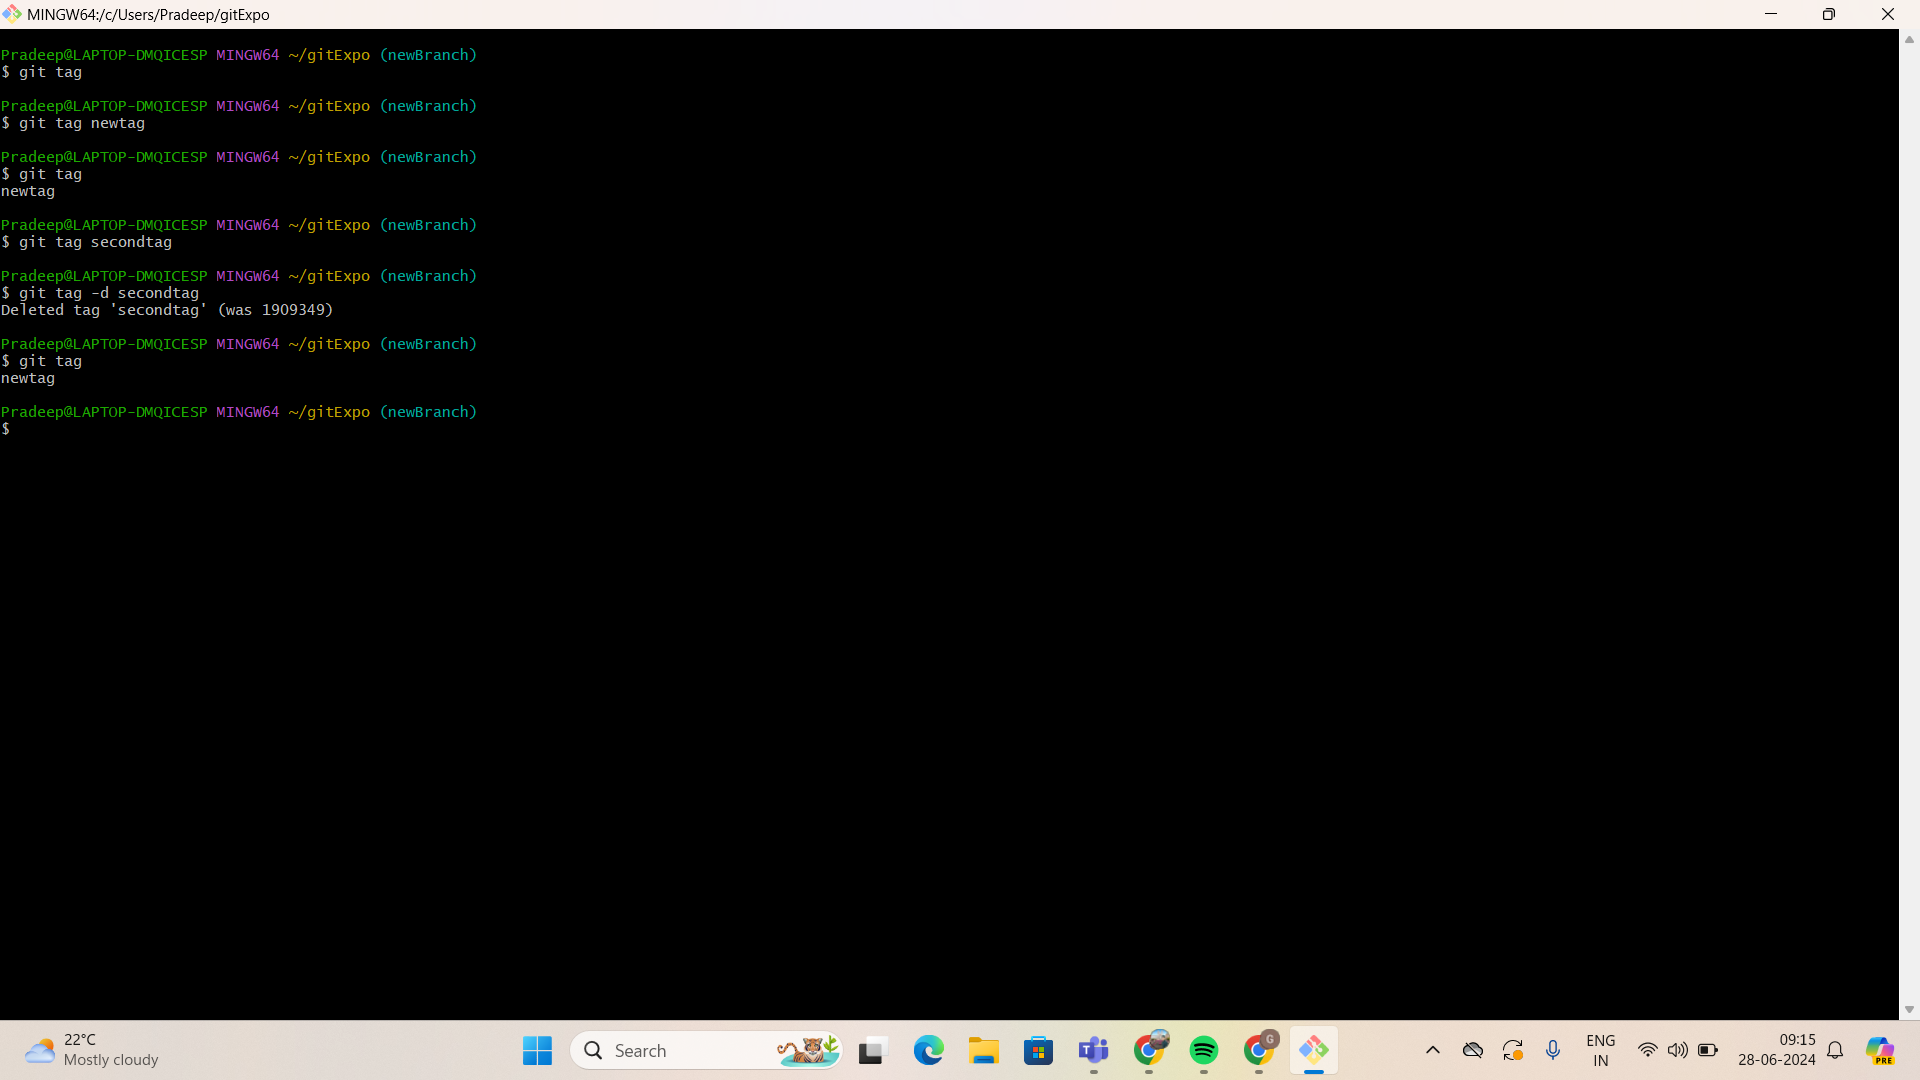 MINGW64:/c/Users/Pradeep/gitExpo
Pradeep@LAPTOP-DMQICESP MINGW64 ~/gitExpo (newBranch)
$ git tag
Pradeep@LAPTOP-DMQICESP MINGW64 ~/gitExpo (newBranch)
$ git tag newtag
Pradeep@LAPTOP-DMQICESP MINGW64 ~/gitExpo (newBranch)
$ git tag
newtag
Pradeep@LAPTOP-DMQICESP MINGW64 ~/gitExpo (newBranch)
$ git tag secondtag
Pradeep@LAPTOP-DMQICESP MINGW64 ~/gitExpo (newBranch)
$ git tag -d secondtag
Deleted tag 'secondtag' (was 1909349)
Pradeep@LAPTOP-DMQICESP MINGW64 ~/gitExpo (newBranch)
$ git tag
newtag
Pradeep@LAPTOP-DMQICESP MINGW64 ~/gitExpo (newBranch)
$
22°C
Mostly cloudy
Search
T
G
ENG
IN
09:15
28-06-2024
PRE